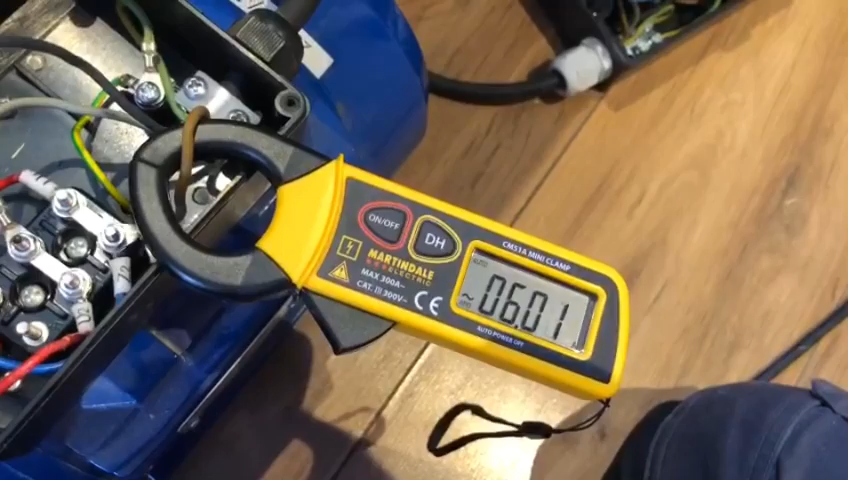 ON/OFF
DH
MARTINDALE
ELECTRIC
MAX 300A~
CAT. III 300V~
CE
CM51A MINI CLAMP
AUTO
~
06.01
A
AUTO POWER OFF